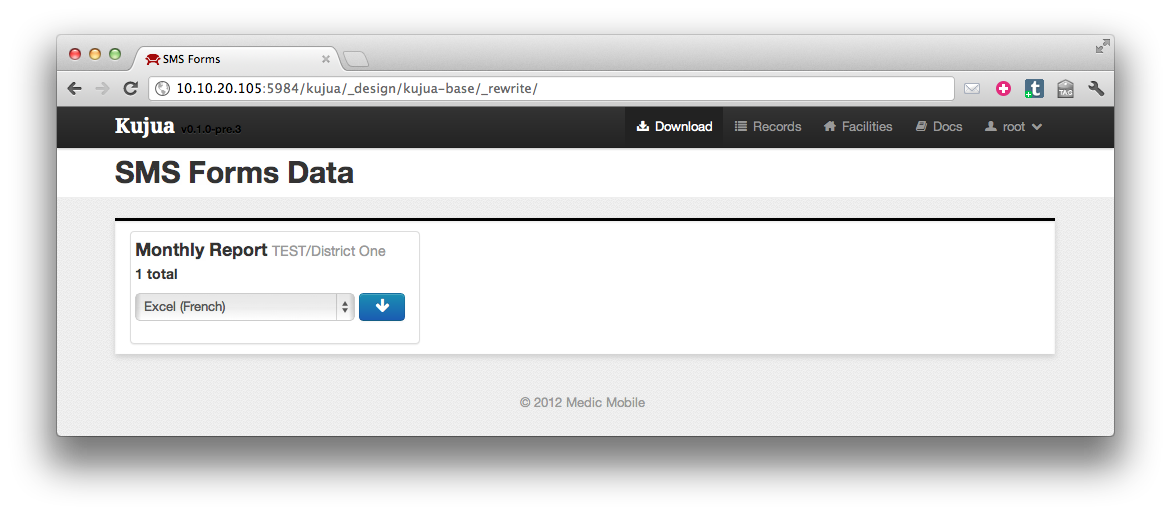 SMS Forms
10.10.20.105:5984/kujua/_design/kujua-base/_rewrite/
t
TAG
Kujua v0.1.0-pre.3 Download Records Facilities Docs root
SMS Forms Data
Monthly Report TEST/District One
1 total
Excel (French)
© 2012 Medic Mobile